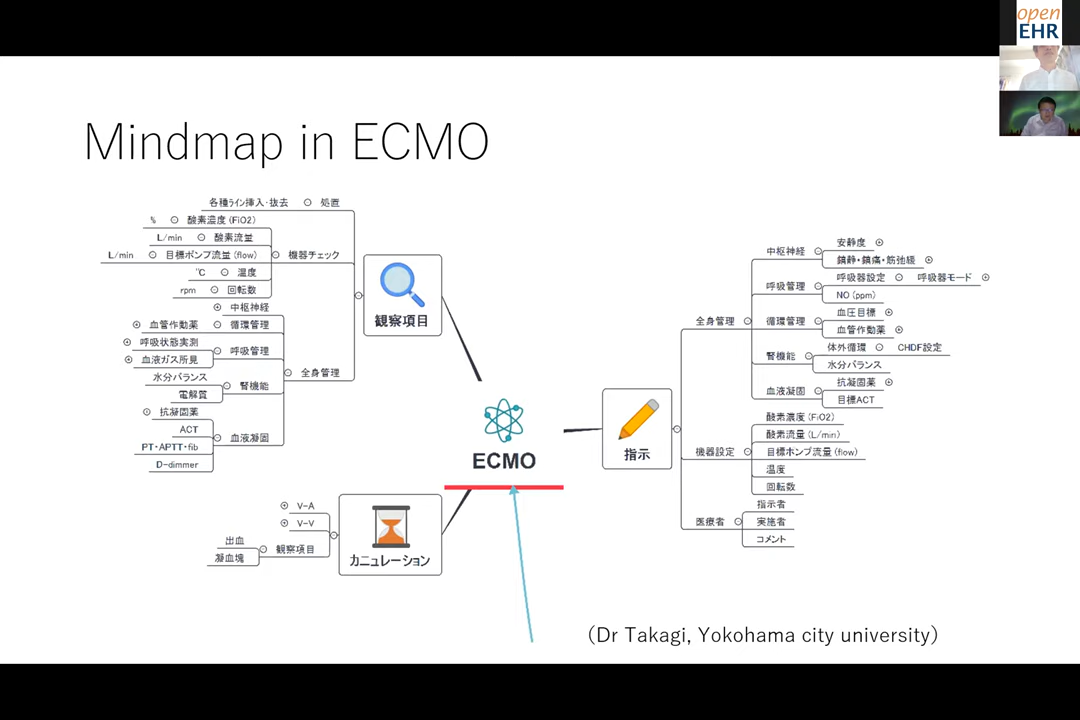 open
EHR
Mindmap in ECMO
各種ライン挿入・抜去
処置
%
酸素濃度 (FiO2)
L/min
酸素流量
L/min
目標ポンプ流量 (flow)
機器チェック
℃
温度
rpm
回転数
観察項目
中枢神経
血管作動薬
循環管理
呼吸状態実測
呼吸管理
血液ガス所見
全身管理
水分バランス
腎機能
電解質
抗凝固薬
ACT
血液凝固
PT・APTT・fib
D-dimmer
ECMO
V-A
V-V
出血
観察項目
凝血塊
カニュレーション
指示
安静度
中枢神経
鎮静・鎮痛・筋弛緩
呼吸器設定
呼吸器モード
呼吸管理
NO (ppm)
血圧目標
全身管理
循環管理
血管作動薬
体外循環
CHDF設定
腎機能
水分バランス
抗凝固薬
血液凝固
目標ACT
酸素濃度 (FiO2)
酸素流量 (L/min)
機器設定
目標ポンプ流量 (flow)
温度
回転数
指示者
医療者
実施者
コメント
(Dr Takagi, Yokohama city university)